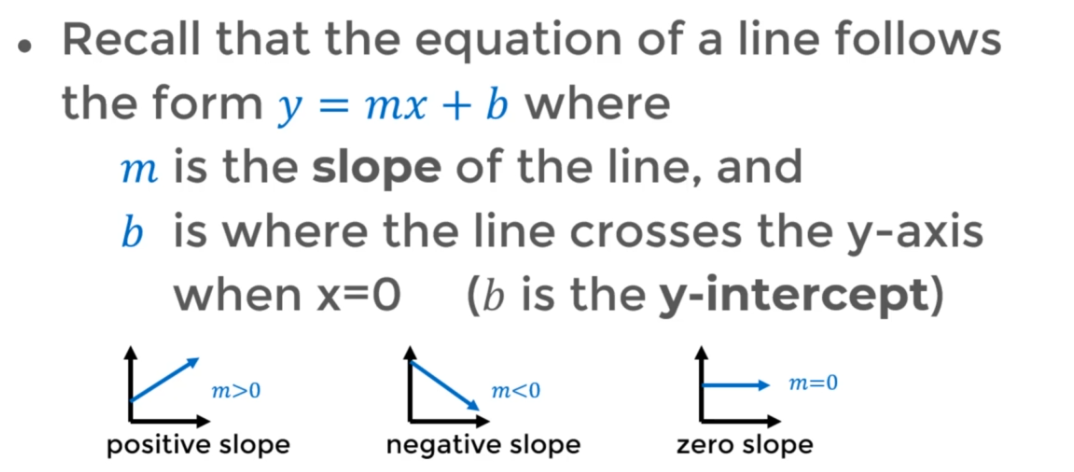 • Recall that the equation of a line follows
the form y = mx + b where
m is the slope of the line, and
b is where the line crosses the y-axis
when x=0 (b is the y-intercept)
m>0
m<0
m=0
positive slope
negative slope
zero slope